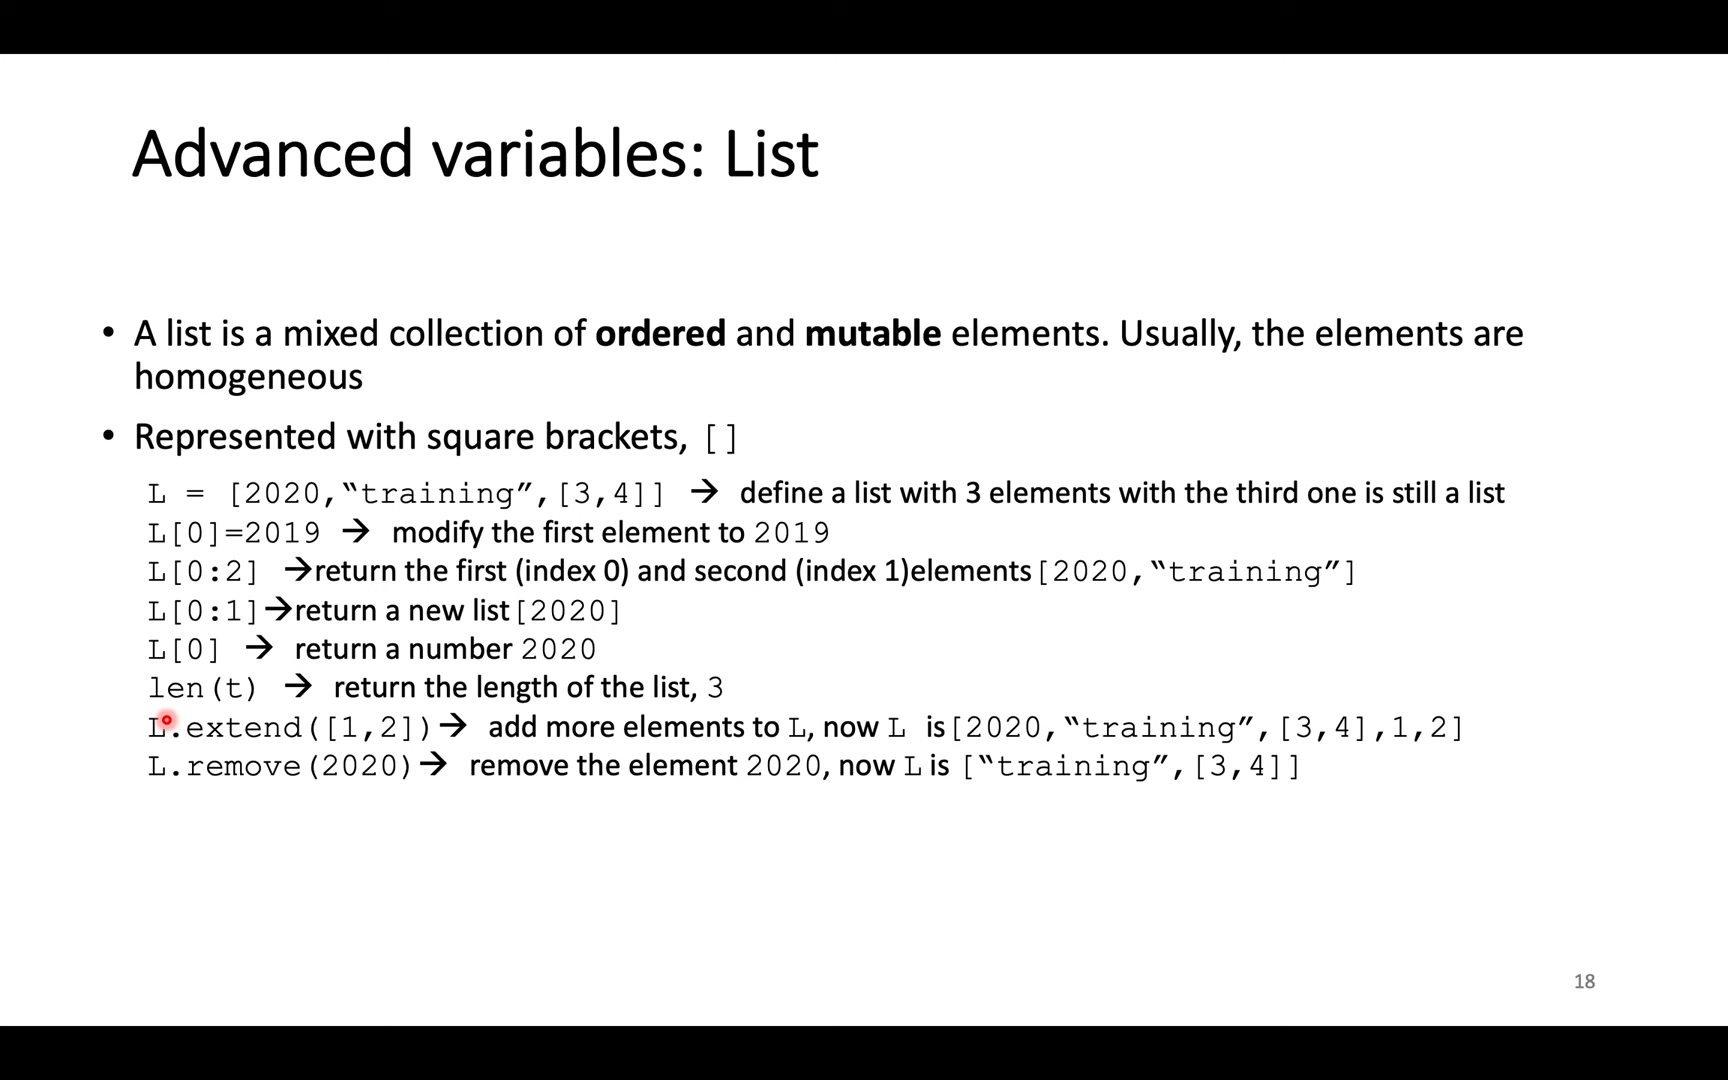 Advanced variables: List
• A list is a mixed collection of ordered and mutable elements. Usually, the elements are
homogeneous
• Represented with square brackets, []
L = [2020,“training”,[3,4]] → define a list with 3 elements with the third one is still a list
L[0]=2019 → modify the first element to 2019
L[0:2] →return the first (index 0) and second (index 1)elements[2020,“training”]
L[0:1]→return a new list[2020]
L[0] → return a number 2020
len(t) → return the length of the list, 3
L.extend([1,2])→ add more elements to L, now L is[2020,“training”,[3,4],1,2]
L.remove(2020)→ remove the element 2020, now L is [“training”,[3,4]]
18